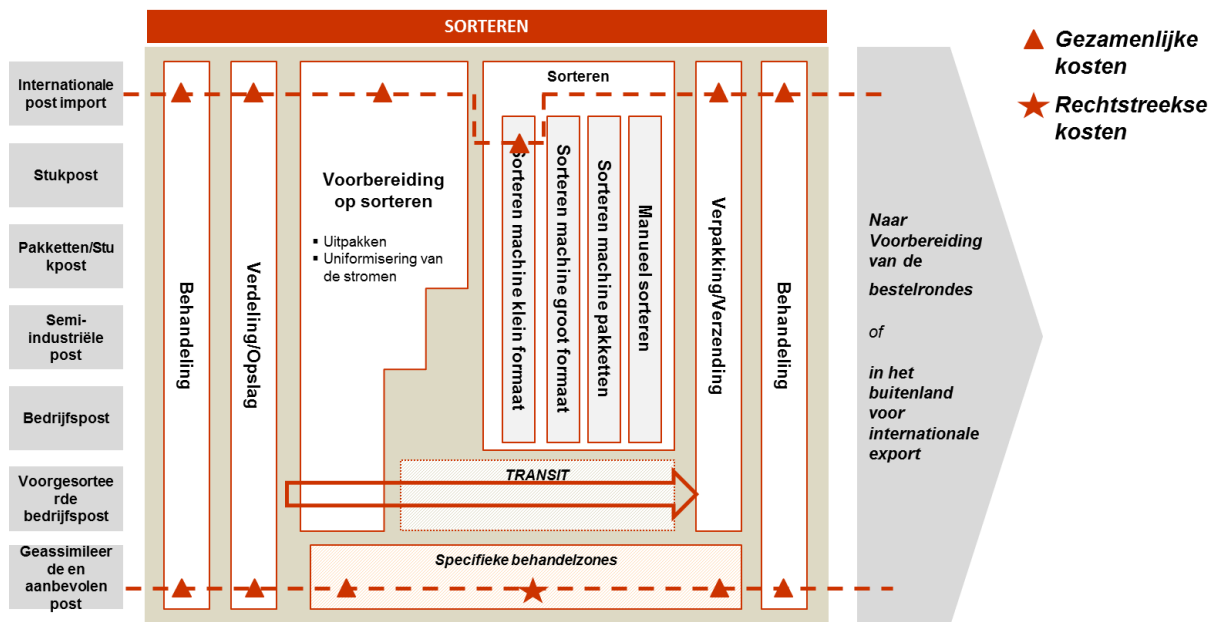 SORTEREN
Gezamenlijke
kosten
Rechtstreekse
kosten
Internationale
post import
Stukpost
Pakketten/Stu
kpost
Semi-
industriële
post
Bedrijfspost
Voorgesortee
rde
bedrijfspost
Geassimileer
de en
aanbevolen
post
Behandeling
Verdeling/Opslag
Voorbereiding
op sorteren
▪ Uitpakken
▪ Uniformisering van
de stromen
Sorteren
Sorteren machine klein formaat
Sorteren machine groot formaat
Sorteren machine pakketten
Manueel sorteren
Verpakking/Verzending
Behandeling
TRANSIT
Specifieke behandelzones
Naar
Voorbereiding
van de
bestelrondes
of
in het
buitenland
voor
internationale
export